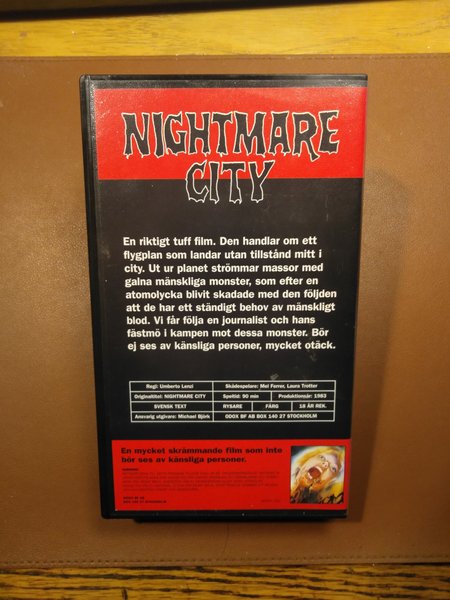 NIGHTMARE
CITY
En riktigt tuff film. Den handlar om ett
flygplan som landar utan tillstånd mitt i
city. Ut ur planet strömmar massor med
galna mänskliga monster, som efter en
atomolycka blivit skadade med den följden
att de har ett ständigt behov av mänskligt
blod. Vi får följa en journalist och hans
fästmö i kampen mot dessa monster. Bör
ej ses av känsliga personer, mycket otäck.
Regi: Umberto Lenzi Skådespelare: Mel Ferrer, Laura Trotter
Originaltitel: NIGHTMARE CITY Speltid: 90 min Produktionsår: 1983
SVENSK TEXT RYSARE FÄRG 18 ÅR REK.
Ansvarig utgivare: Michael Björk ODOX BF AB BOX 140 27 STOCKHOLM
En mycket skrämmande film som inte
bör ses av känsliga personer.